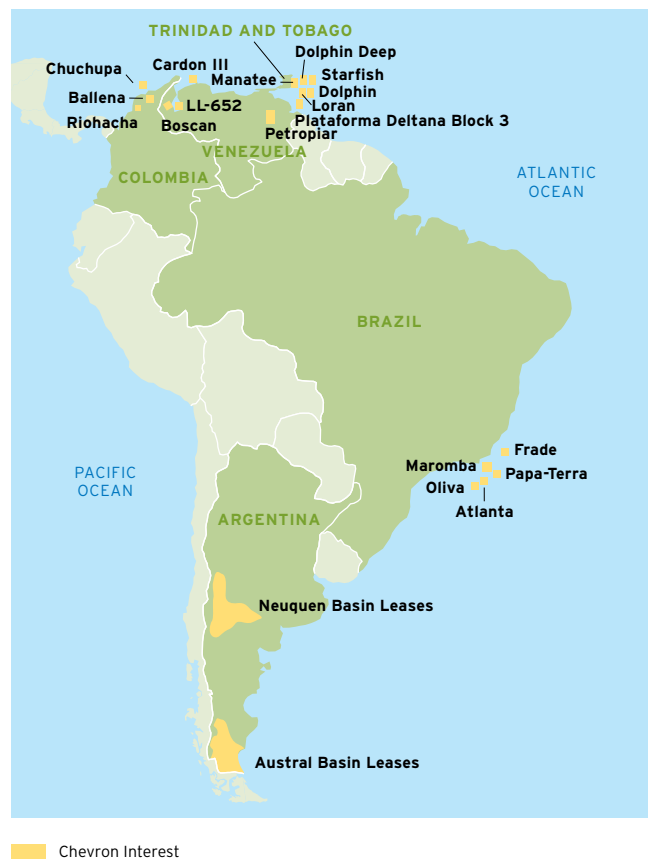 TRINIDAD AND TOBAGO
Dolphin Deep
Cardon III
Chuchupa
Manatee
Starfish
Dolphin
Ballena
LL-652
Loran
Riohacha
Boscan
Plataforma Deltana Block 3
Petropiar
VENEZUELA
COLOMBIA
ATLANTIC
OCEAN
BRAZIL
Frade
Maromba
Papa-Terra
Oliva
Atlanta
PACIFIC
OCEAN
ARGENTINA
Neuquen Basin Leases
Austral Basin Leases
Chevron Interest